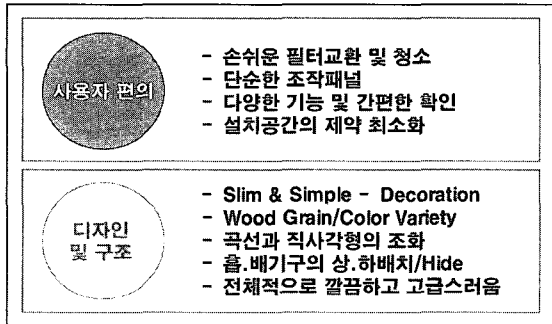 사용자 편의
- 손쉬운 필터교환 및 청소
- 단순한 조작패널
- 다양한 기능 및 간편한 확인
- 설치공간의 제약 최소화
디자인
및 구조
- Slim & Simple - Decoration
- Wood Grain/Color Variety
- 곡선과 직사각형의 조화
- 흡.배기구의 상.하배치/Hide
- 전체적으로 깔끔하고 고급스러움